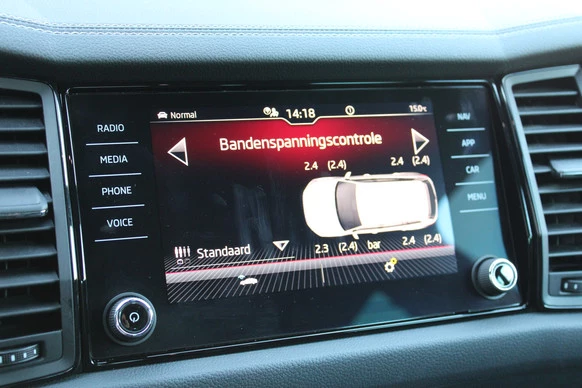 Normal 14:18 15.0℃
Bandenspanningscontrole
2.4 (2.4) 2.4 (2.4)
Standaard
2.3 (2.4) bar 2.4 (2.4)
RADIO
MEDIA
PHONE
VOICE
NAV
APP
CAR
MENU